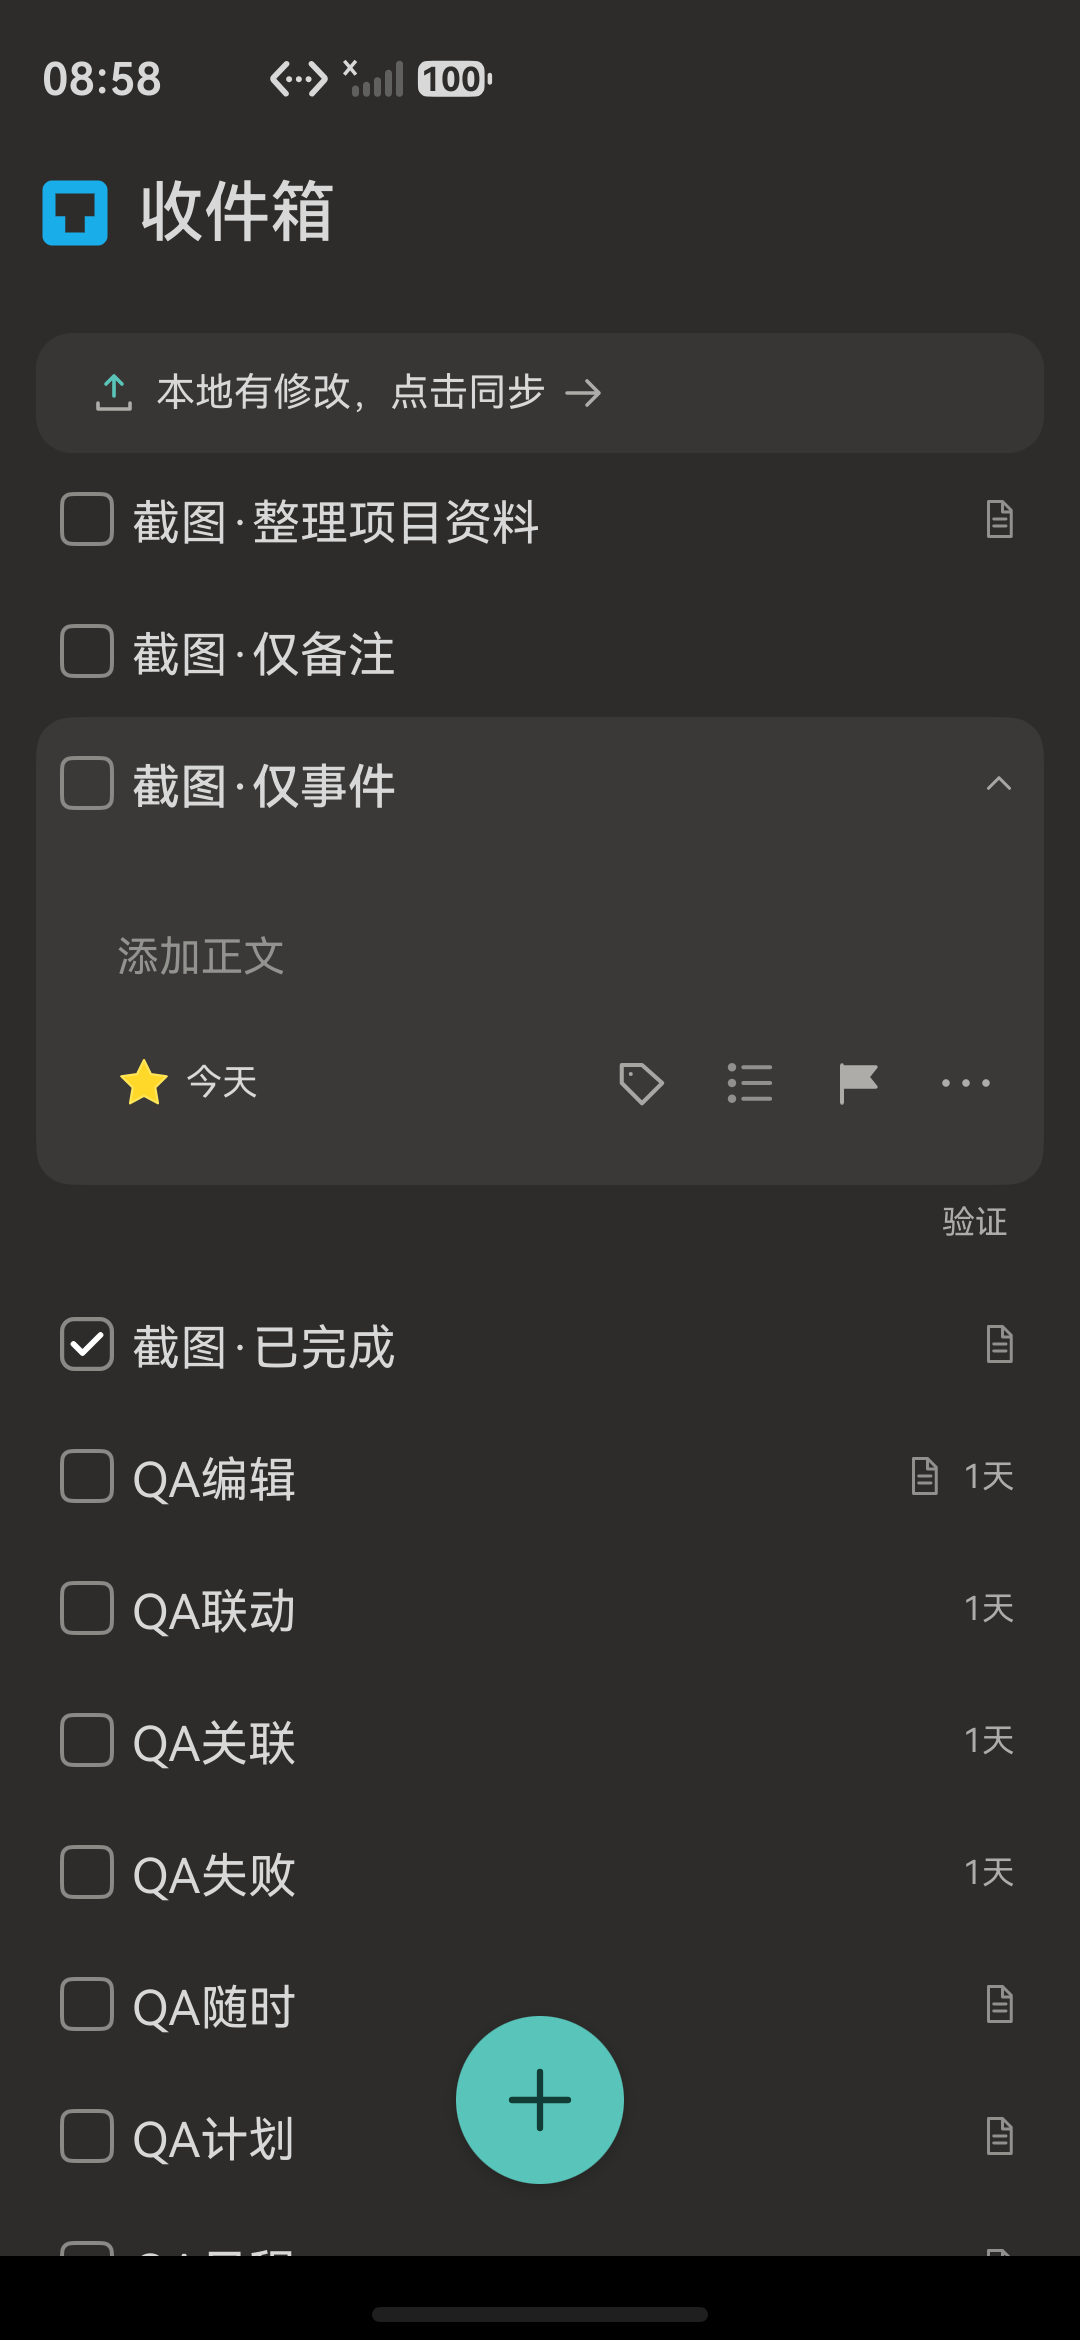 08:58
100
收件箱
本地有修改，点击同步
截图·整理项目资料
截图·仅备注
截图·仅事件
添加正文
今天
验证
截图·已完成
QA编辑 1天
QA联动 1天
QA关联 1天
QA失败 1天
QA随时
QA计划